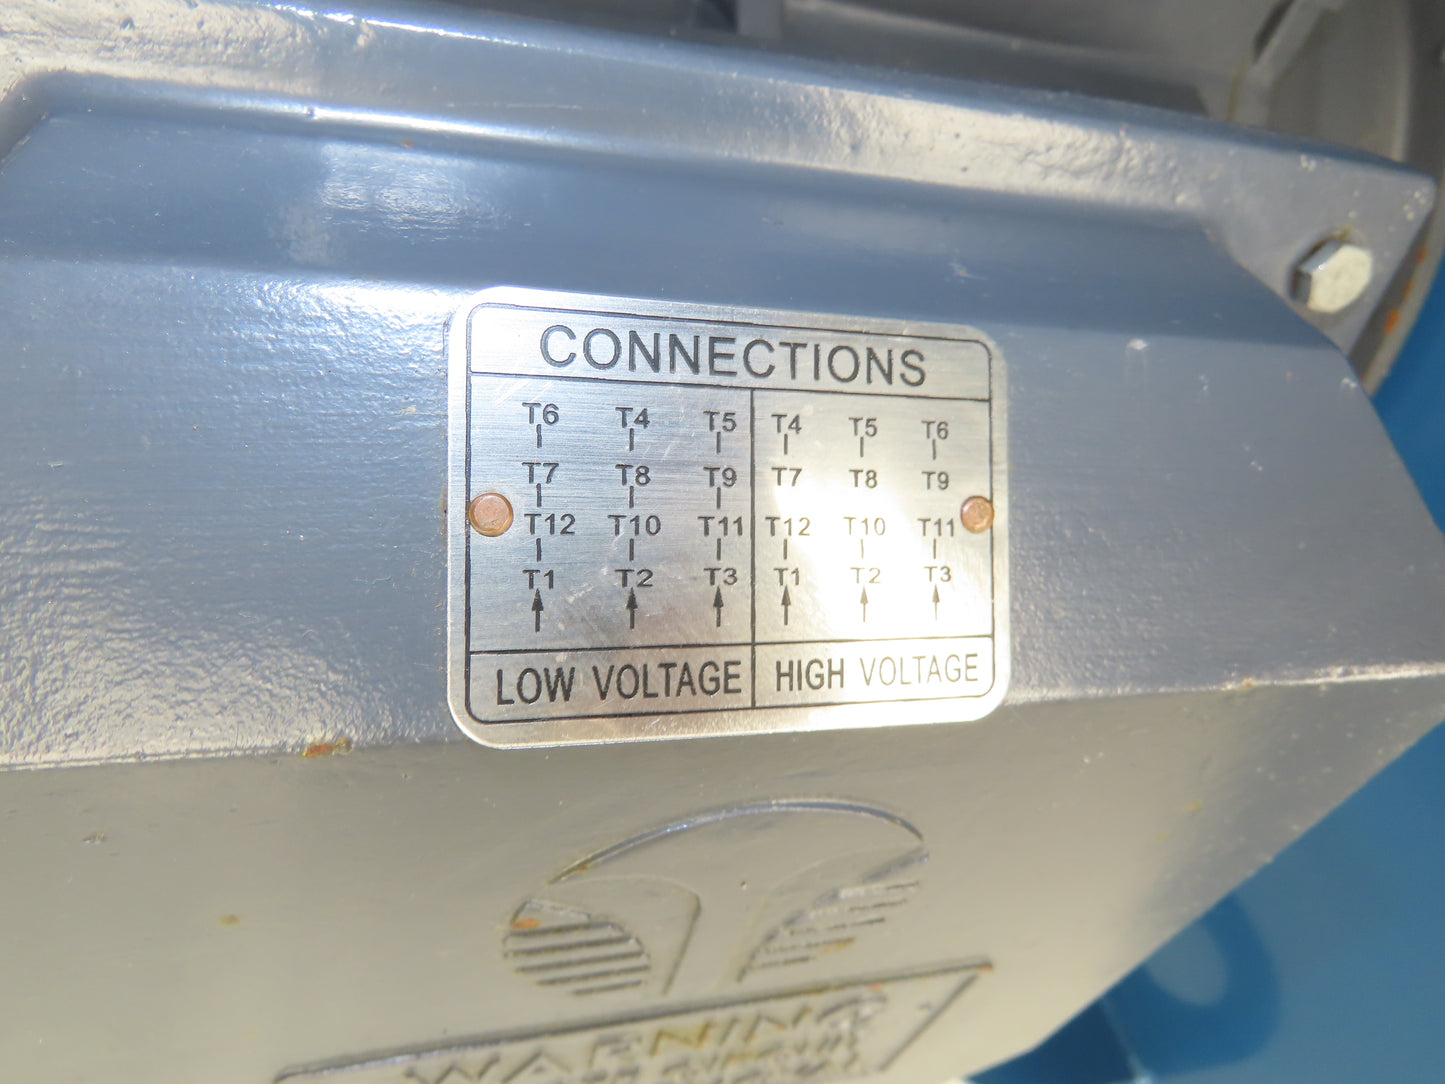 CONNECTIONS
T6 T4 T5 T4 T5 T6
T7 T8 T9 T7 T8 T9
T12 T10 T11 T12 T10 T11
T1 T2 T3 T1 T2 T3
LOW VOLTAGE HIGH VOLTAGE
WARNING